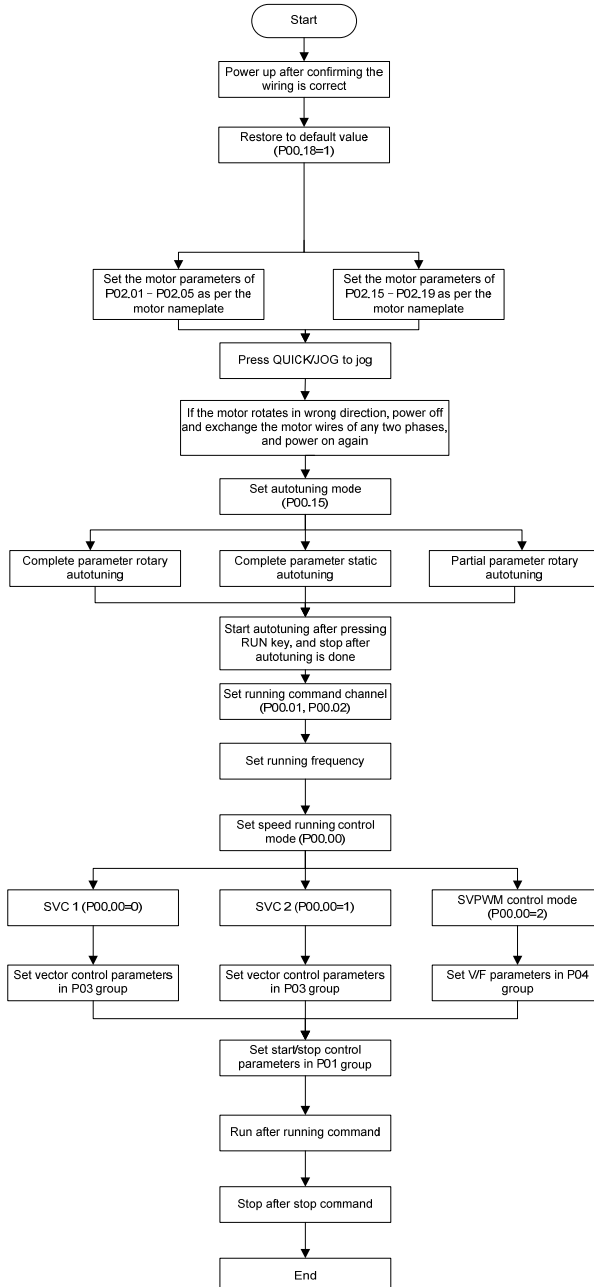 Start
Power up after confirming the
wiring is correct
Restore to default value
(P00.18=1)
Set the motor parameters of
P02.01 – P02.05 as per the
motor nameplate
Set the motor parameters of
P02.15 – P02.19 as per the
motor nameplate
Press QUICK/JOG to jog
If the motor rotates in wrong direction, power off
and exchange the motor wires of any two phases,
and power on again
Set autotuning mode
(P00.15)
Complete parameter rotary
autotuning
Complete parameter static
autotuning
Partial parameter rotary
autotuning
Start autotuning after pressing
RUN key, and stop after
autotuning is done
Set running command channel
(P00.01, P00.02)
Set running frequency
Set speed running control
mode (P00.00)
SVC 1 (P00.00=0)
SVC 2 (P00.00=1)
SVPWM control mode
(P00.00=2)
Set vector control parameters
in P03 group
Set vector control parameters
in P03 group
Set V/F parameters in P04
group
Set start/stop control
parameters in P01 group
Run after running command
Stop after stop command
End